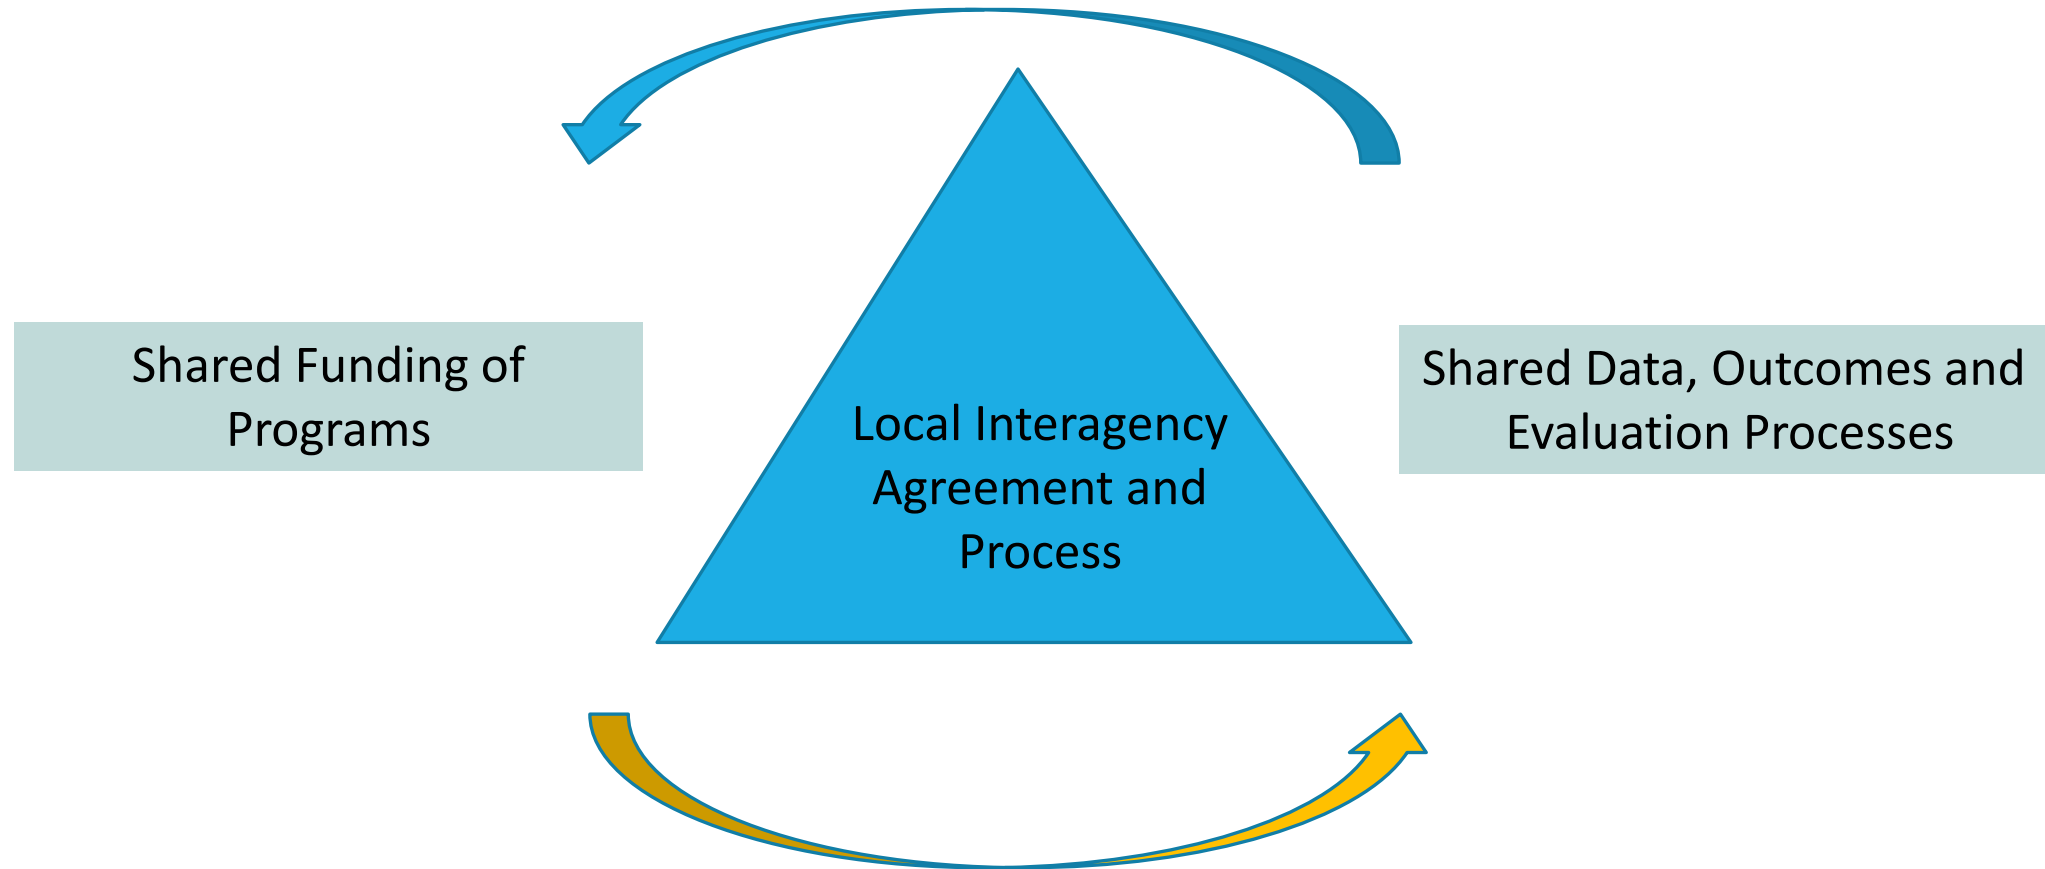 Shared Funding of
Programs
Local Interagency
Agreement and
Process
Shared Data, Outcomes and
Evaluation Processes